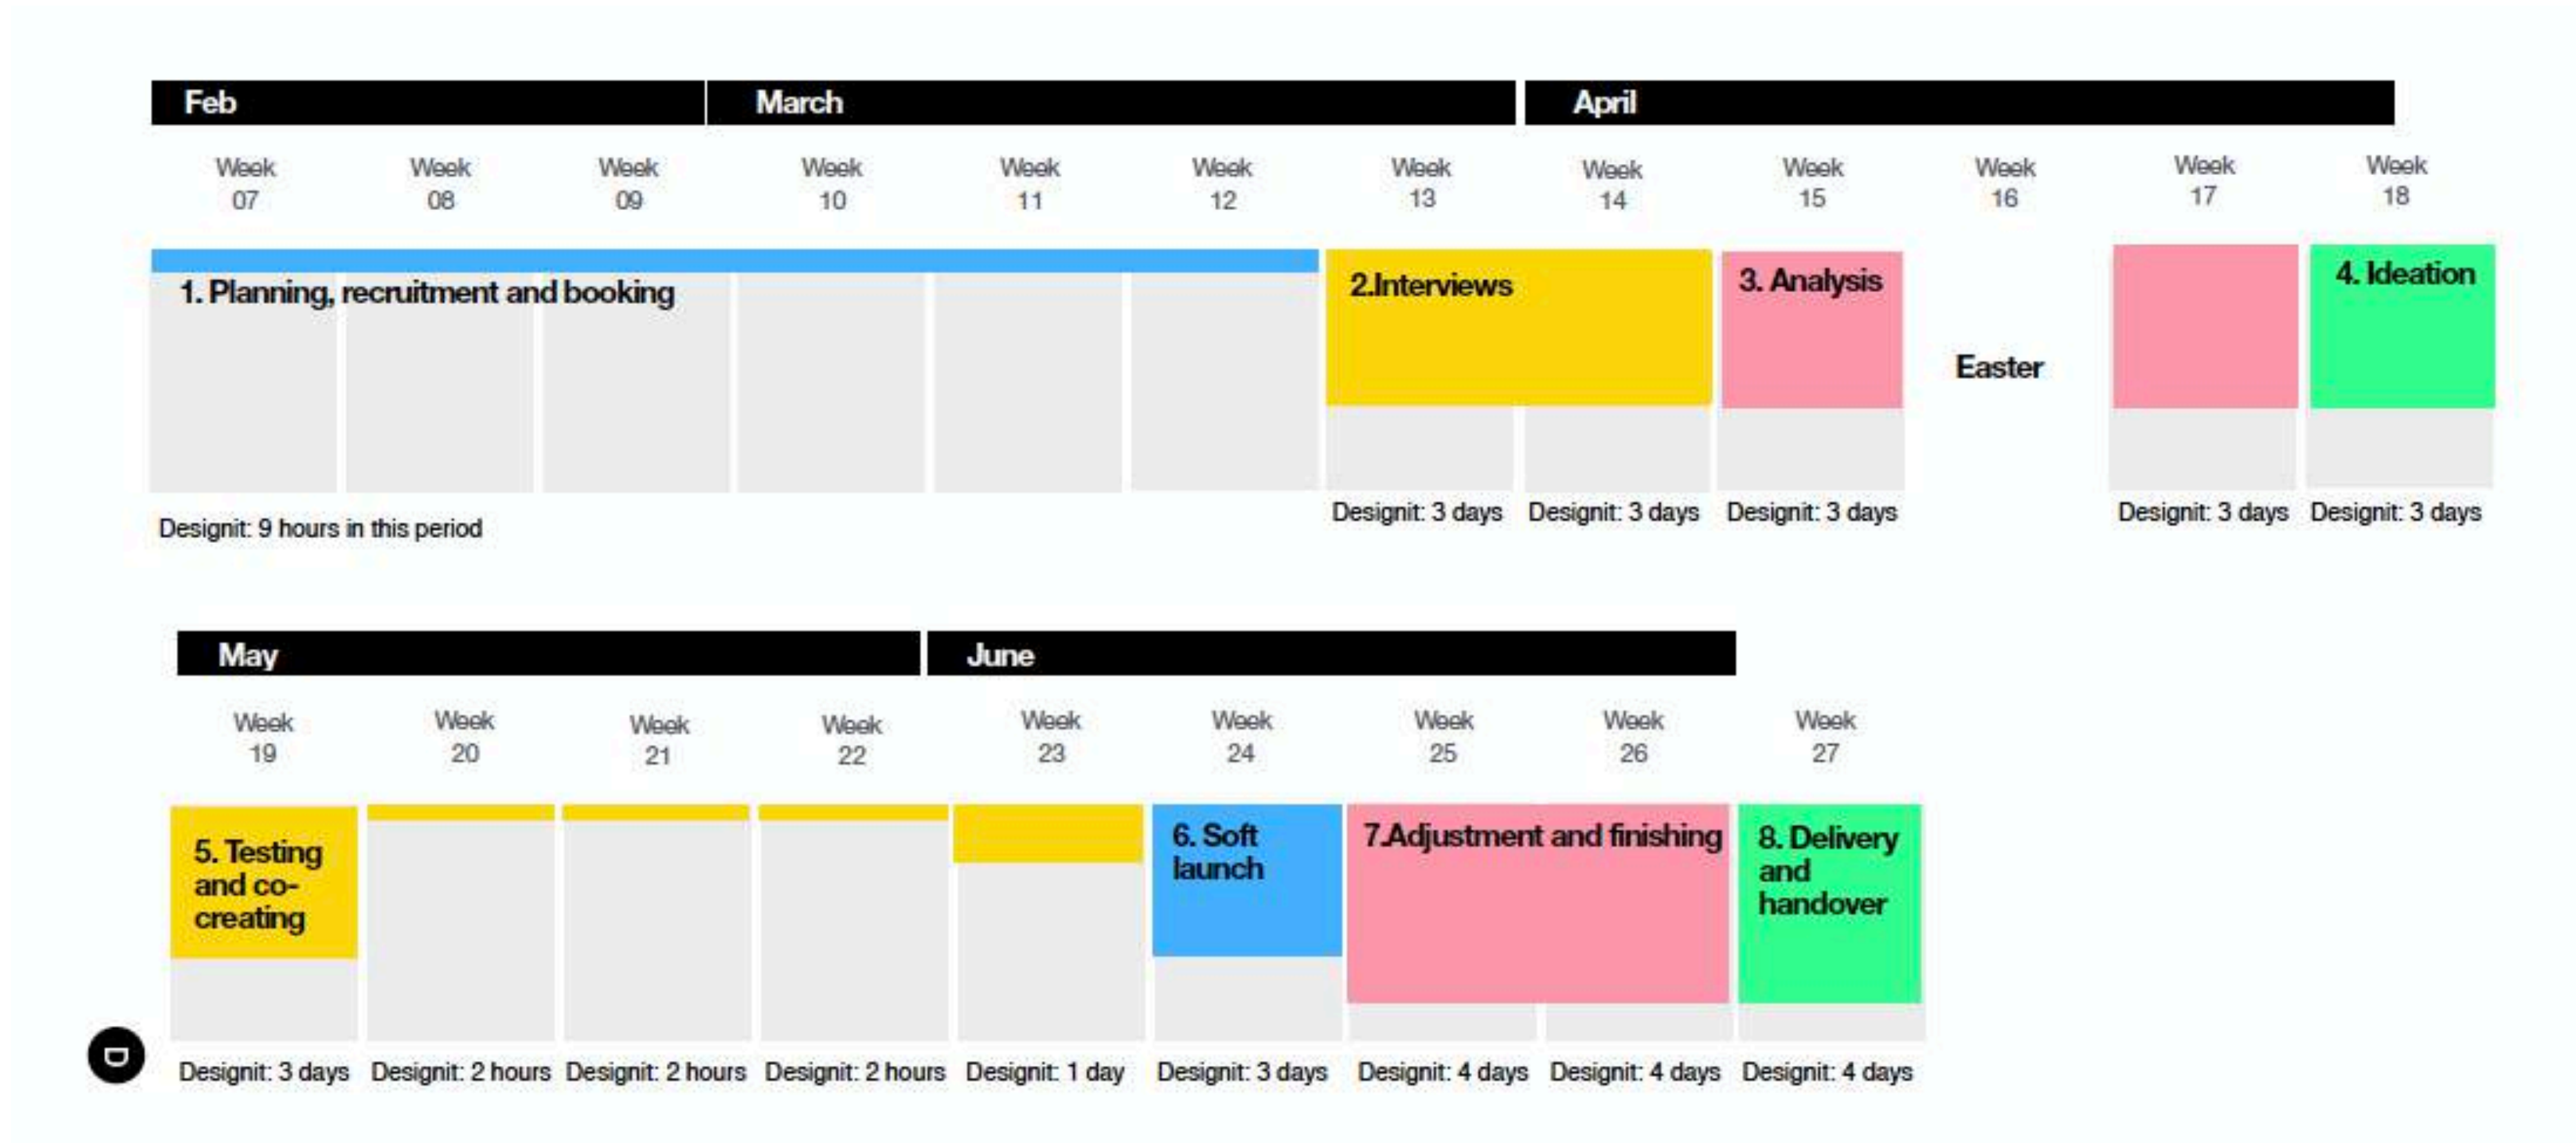 Feb March April
Week Week Week Week Week Week Week Week Week Week Week Week
07 08 09 10 11 12 13 14 15 16 17 18
1. Planning, recruitment and booking
2.Interviews
3. Analysis
Easter
4. Ideation
Designit: 9 hours in this period
Designit: 3 days Designit: 3 days Designit: 3 days Designit: 3 days Designit: 3 days
May June
Week Week Week Week Week Week Week Week Week
19 20 21 22 23 24 25 26 27
5. Testing
and co-
creating
6. Soft
launch
7.Adjustment and finishing
8. Delivery
and
handover
D
Designit: 3 days Designit: 2 hours Designit: 2 hours Designit: 2 hours Designit: 1 day Designit: 3 days Designit: 4 days Designit: 4 days Designit: 4 days